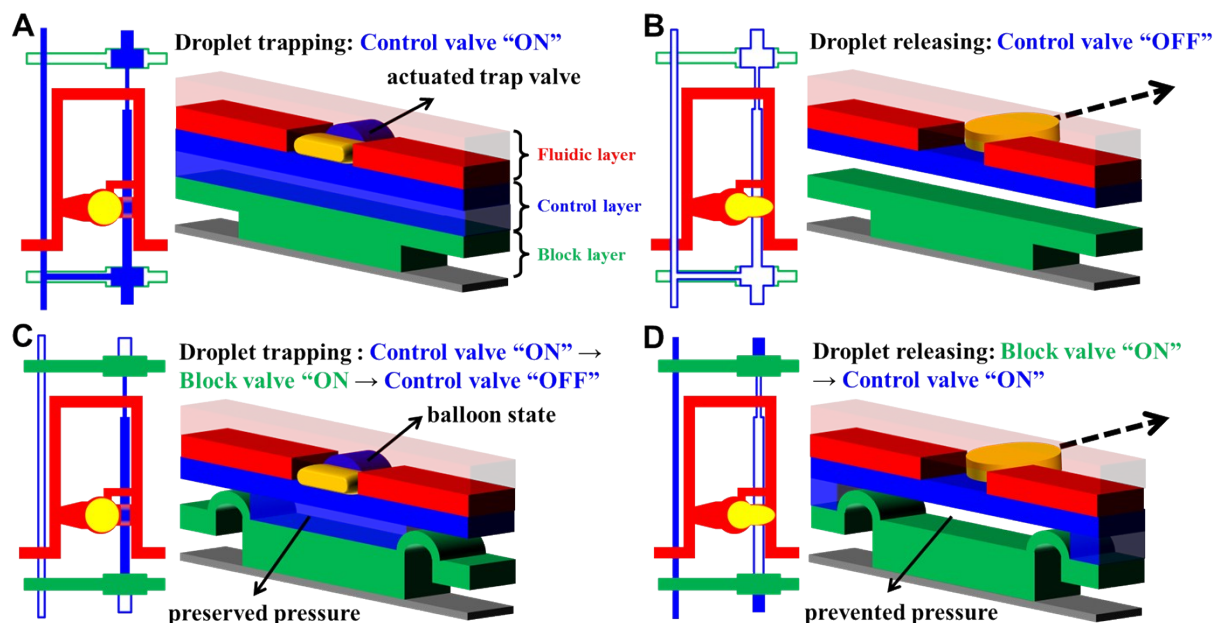 A
Droplet trapping: Control valve “ON”
actuated trap valve
Fluidic layer
Control layer
Block layer
B
Droplet releasing: Control valve “OFF”
C
Droplet trapping : Control valve “ON” →
Block valve “ON → Control valve “OFF”
balloon state
preserved pressure
D
Droplet releasing: Block valve “ON”
→ Control valve “ON”
prevented pressure